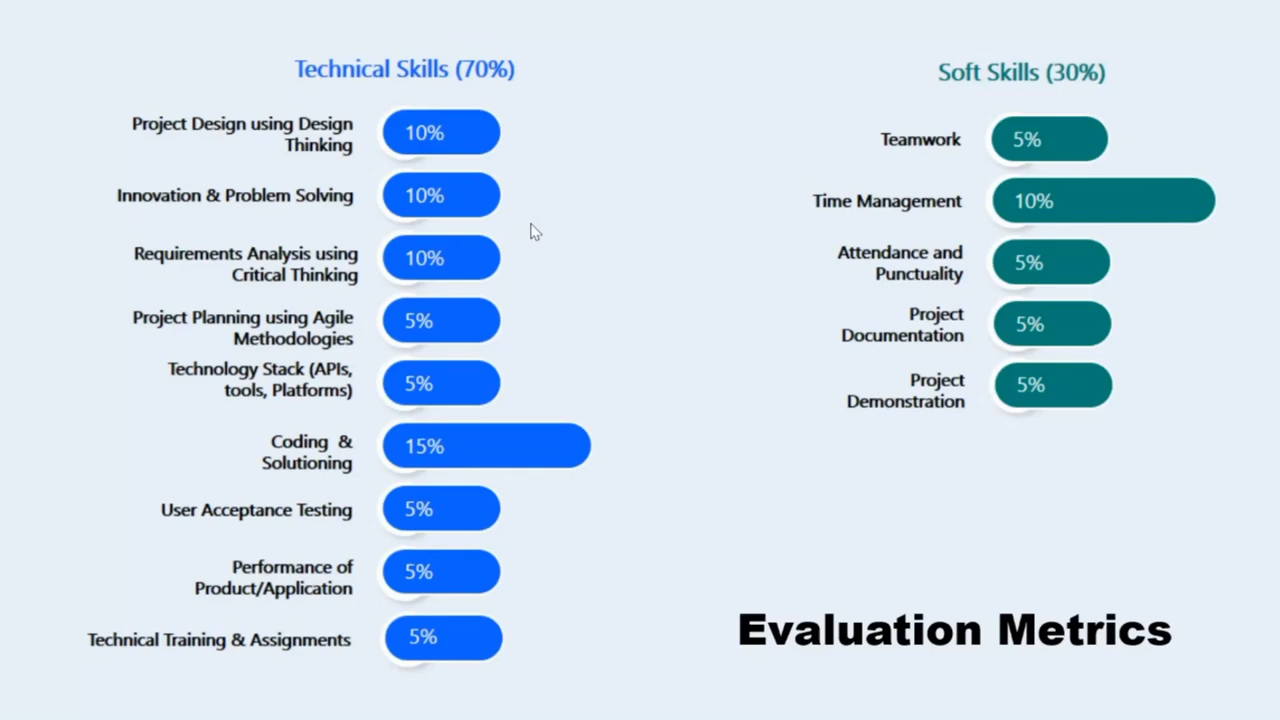 Technical Skills (70%)
Project Design using Design
Thinking
10%
Innovation & Problem Solving
10%
Requirements Analysis using
Critical Thinking
10%
Project Planning using Agile
Methodologies
5%
Technology Stack (APIs,
tools, Platforms)
5%
Coding &
Solutioning
15%
User Acceptance Testing
5%
Performance of
Product/Application
5%
Technical Training & Assignments
5%
Soft Skills (30%)
Teamwork
5%
Time Management
10%
Attendance and
Punctuality
5%
Project
Documentation
5%
Project
Demonstration
5%
Evaluation Metrics